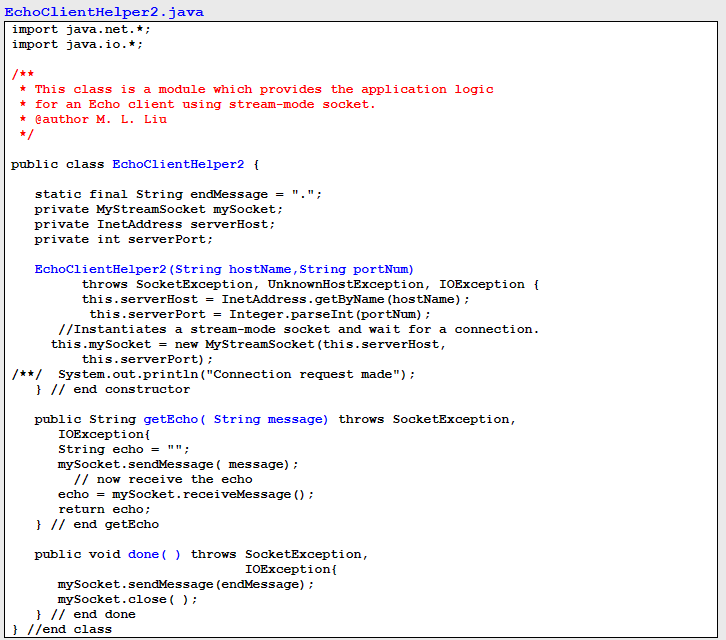 EchoClientHelper2.java
import java.net.*;
import java.io.*;
/**
* This class is a module which provides the application logic
* for an Echo client using stream-mode socket.
* @author M. L. Liu
*/
public class EchoClientHelper2 {
static final String endMessage = ".";
private MyStreamSocket mySocket;
private InetAddress serverHost;
private int serverPort;
EchoClientHelper2(String hostName,String portNum)
throws SocketException, UnknownHostException, IOException {
this.serverHost = InetAddress.getByName(hostName);
this.serverPort = Integer.parseInt(portNum);
//Instantiates a stream-mode socket and wait for a connection.
this.mySocket = new MyStreamSocket(this.serverHost,
this.serverPort);
/**/  System.out.println("Connection request made");
} // end constructor
public String getEcho( String message) throws SocketException,
IOException{
String echo = "";
mySocket.sendMessage( message);
// now receive the echo
echo = mySocket.receiveMessage();
return echo;
} // end getEcho
public void done( ) throws SocketException,
IOException{
mySocket.sendMessage(endMessage);
mySocket.close( );
} // end done
} //end class